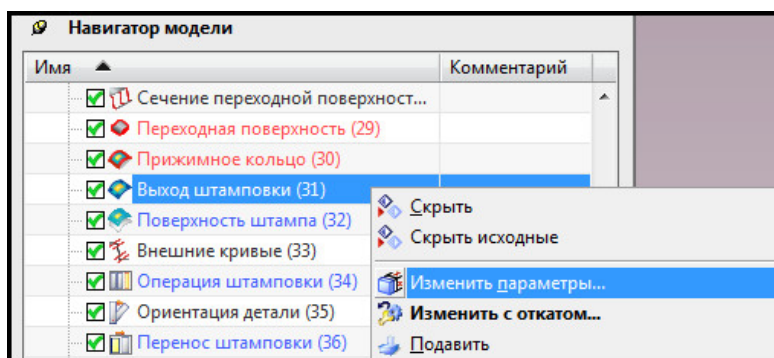 Навигатор модели
Имя Комментарий
Сечение переходной поверхност...
Переходная поверхность (29)
Прижимное кольцо (30)
Выход штамповки (31)
Поверхность штампа (32)
Внешние кривые (33)
Операция штамповки (34)
Ориентация детали (35)
Перенос штамповки (36)
Скрыть
Скрыть исходные
Изменить параметры...
Изменить с откатом...
Подавить